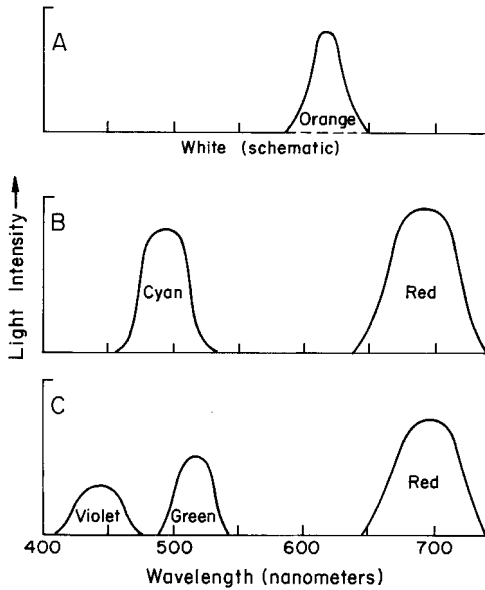 A
Orange
White (schematic)
Light Intensity
B
Cyan
Red
C
Violet
Green
Red
400
500
600
700
Wavelength (nanometers)